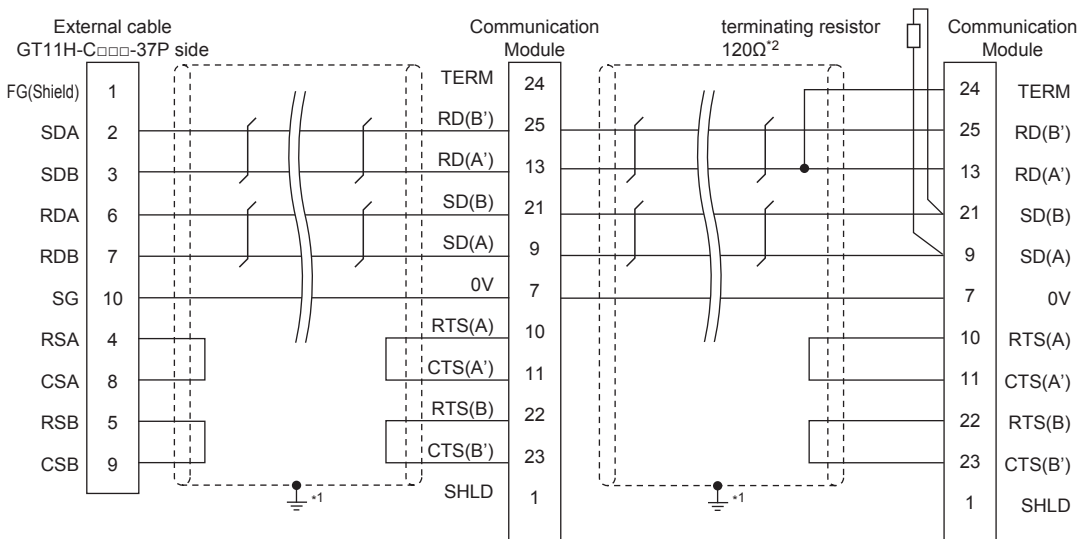 External cable
GT11H-C□□□-37P side
Communication
Module
terminating resistor
120Ω*2
Communication
Module
FG(Shield) 1 TERM 24 24 TERM
SDA 2 RD(B') 25 25 RD(B')
SDB 3 RD(A') 13 13 RD(A')
RDA 6 SD(B) 21 21 SD(B)
RDB 7 SD(A) 9 9 SD(A)
SG 10 0V 7 7 0V
RSA 4 RTS(A) 10 10 RTS(A)
CSA 8 CTS(A') 11 11 CTS(A')
RSB 5 RTS(B) 22 22 RTS(B)
CSB 9 CTS(B') 23 23 CTS(B')
*1 SHLD 1 *1 1 SHLD